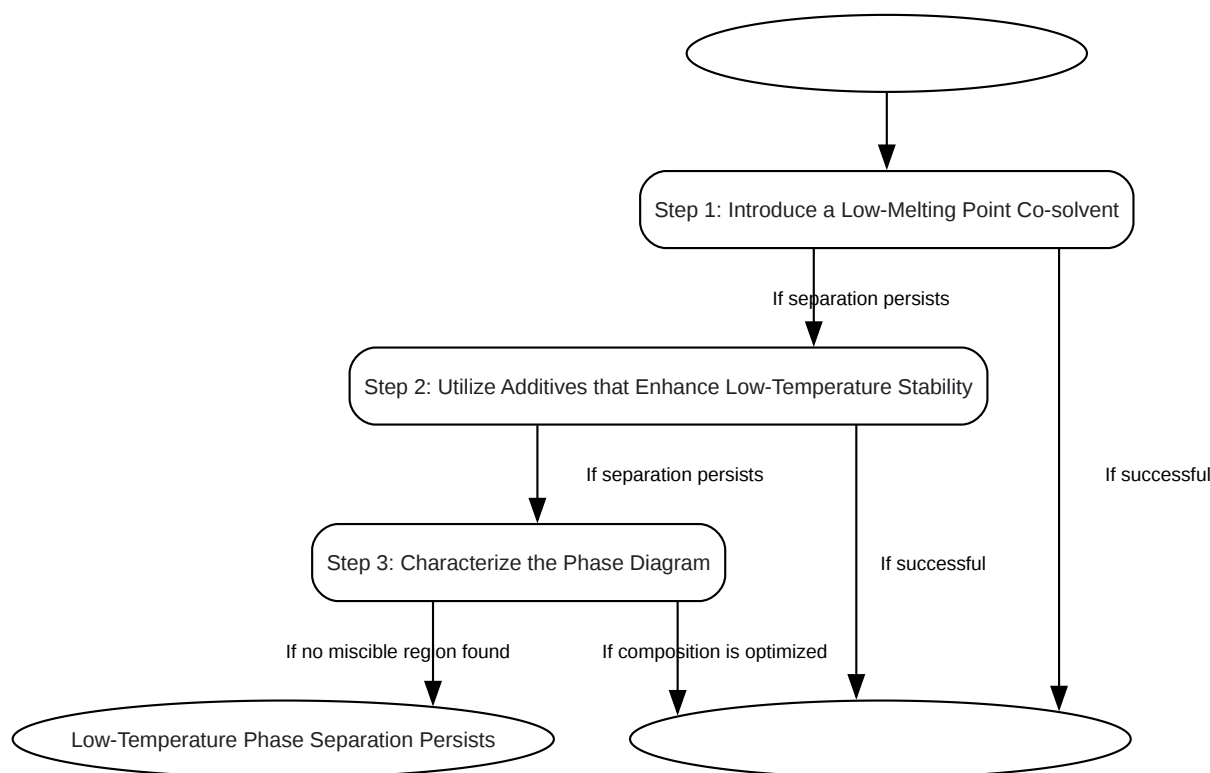 Step 1: Introduce a Low-Melting Point Co-solvent
If separation persists
Step 2: Utilize Additives that Enhance Low-Temperature Stability
If separation persists
If successful
Step 3: Characterize the Phase Diagram
If successful
If no miscible region found
If composition is optimized
Low-Temperature Phase Separation Persists